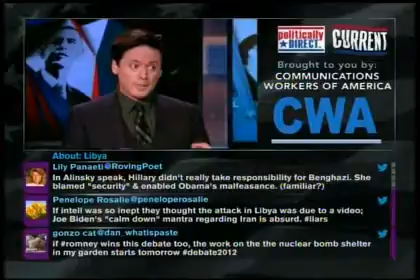 politically
DIRECT.
CURRENT
Brought to you by:
COMMUNICATIONS
WORKERS OF AMERICA
CWA
About: Libya
Lily Panaeti@RovingPoet
In Alinsky speak, Hillary didn't really take responsibility for Benghazi. She
blamed "security" & enabled Obama's malfeasance. (familiar?)
Penelope Rosalie@peneloperosalie
If intell was so inept they thought the attack in Libya was due to a video;
Joe Biden's "calm down" mantra regarding Iran is absurd. #liars
gonzo cat@dan_whatispaste
if #romney wins this debate too, the work on the the nuclear bomb shelter
in my garden starts tomorrow #debate2012